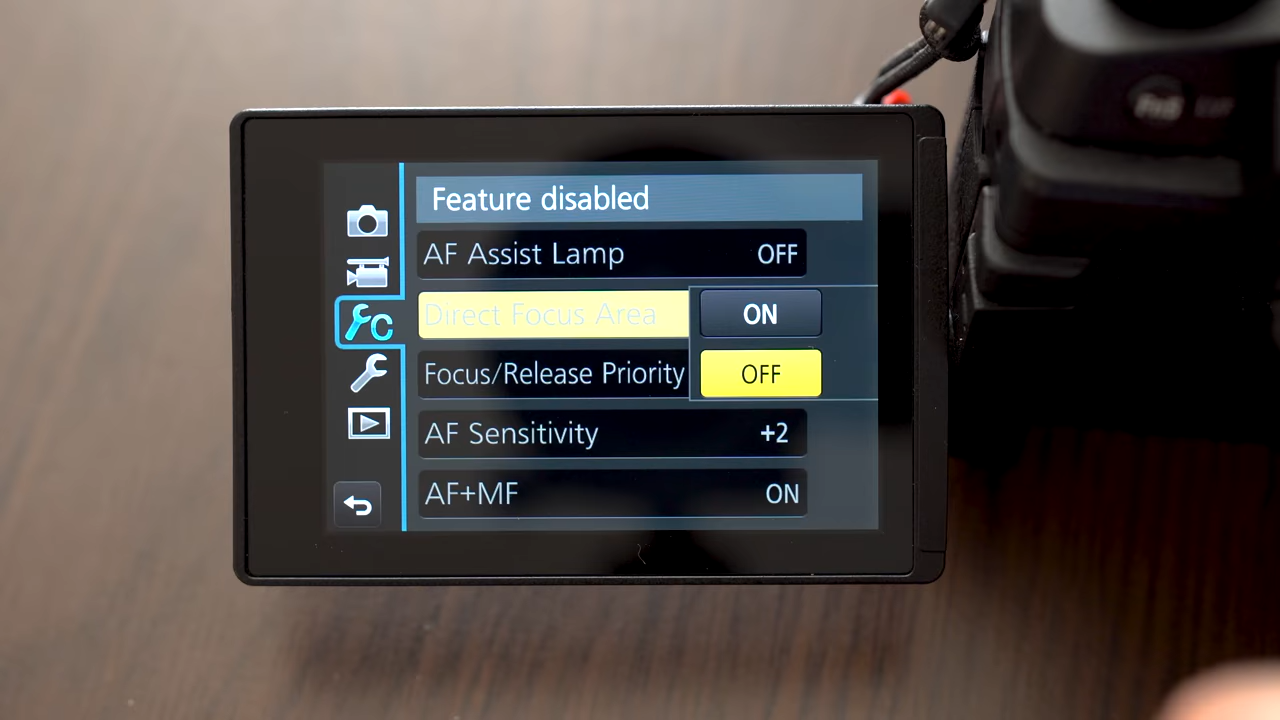 Feature disabled
AF Assist Lamp OFF
Direct Focus Area ON
Focus/Release Priority OFF
AF Sensitivity +2
AF+MF ON
C
Fn5